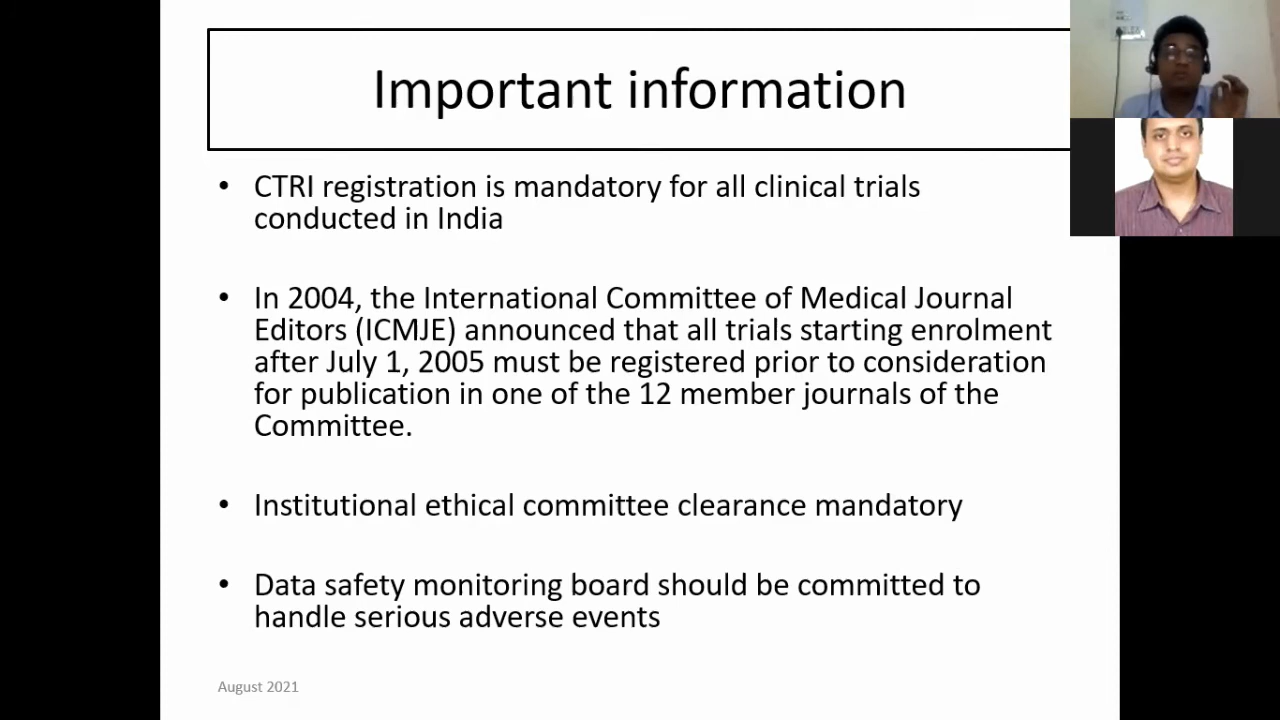 Important information
• CTRI registration is mandatory for all clinical trials
conducted in India
• In 2004, the International Committee of Medical Journal
Editors (ICMJE) announced that all trials starting enrolment
after July 1, 2005 must be registered prior to consideration
for publication in one of the 12 member journals of the
Committee.
• Institutional ethical committee clearance mandatory
• Data safety monitoring board should be committed to
handle serious adverse events
August 2021